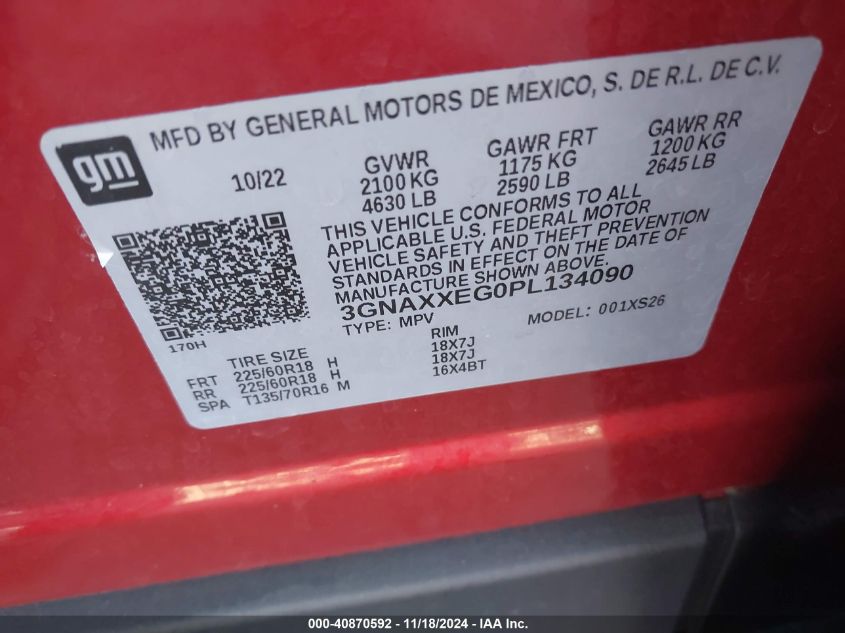 MFD BY GENERAL MOTORS DE MEXICO, S. DE R.L. DE C.V.
gm
10/22
GVWR
2100 KG
4630 LB
GAWR FRT
1175 KG
2590 LB
GAWR RR
1200 KG
2645 LB
THIS VEHICLE CONFORMS TO ALL
APPLICABLE U.S. FEDERAL MOTOR
VEHICLE SAFETY AND THEFT PREVENTION
STANDARDS IN EFFECT ON THE DATE OF
MANUFACTURE SHOWN ABOVE.
3GNAXXEG0PL134090
TYPE: MPV
MODEL: 001XS26
170H
TIRE SIZE
RIM
FRT 225/60R18 H 18X7J
RR 225/60R18 H 18X7J
SPA T135/70R16 M 16X4BT
000-40870592 - 11/18/2024 - IAA Inc.